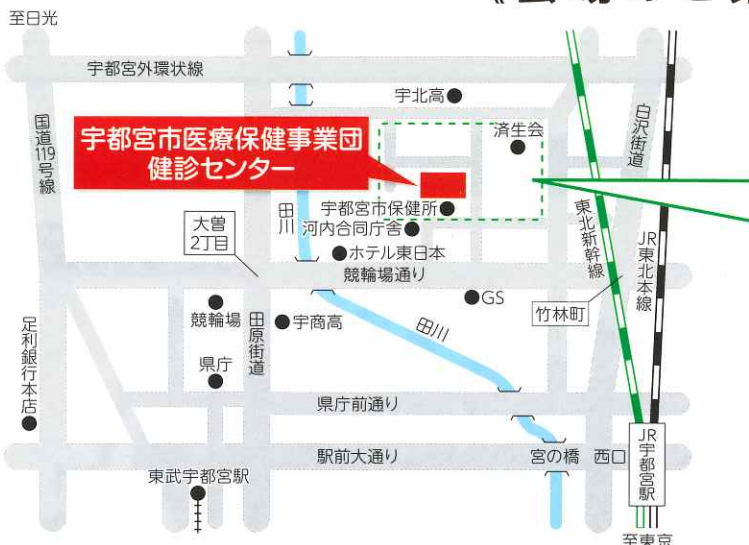 至日光
宇都宮外環状線
宇北高
済生会
白沢街道
国道119号線
宇都宮市医療保健事業団
健診センター
田川
宇都宮市保健所
河内合同庁舎
東北新幹線
JR東北本線
大曽
2丁目
ホテル東日本
競輪場通り
GS
竹林町
競輪場
田原街道
宇商高
田川
足利銀行本店
県庁
県庁前通り
駅前大通り
宮の橋
西口
JR宇都宮駅
東武宇都宮駅
至東京